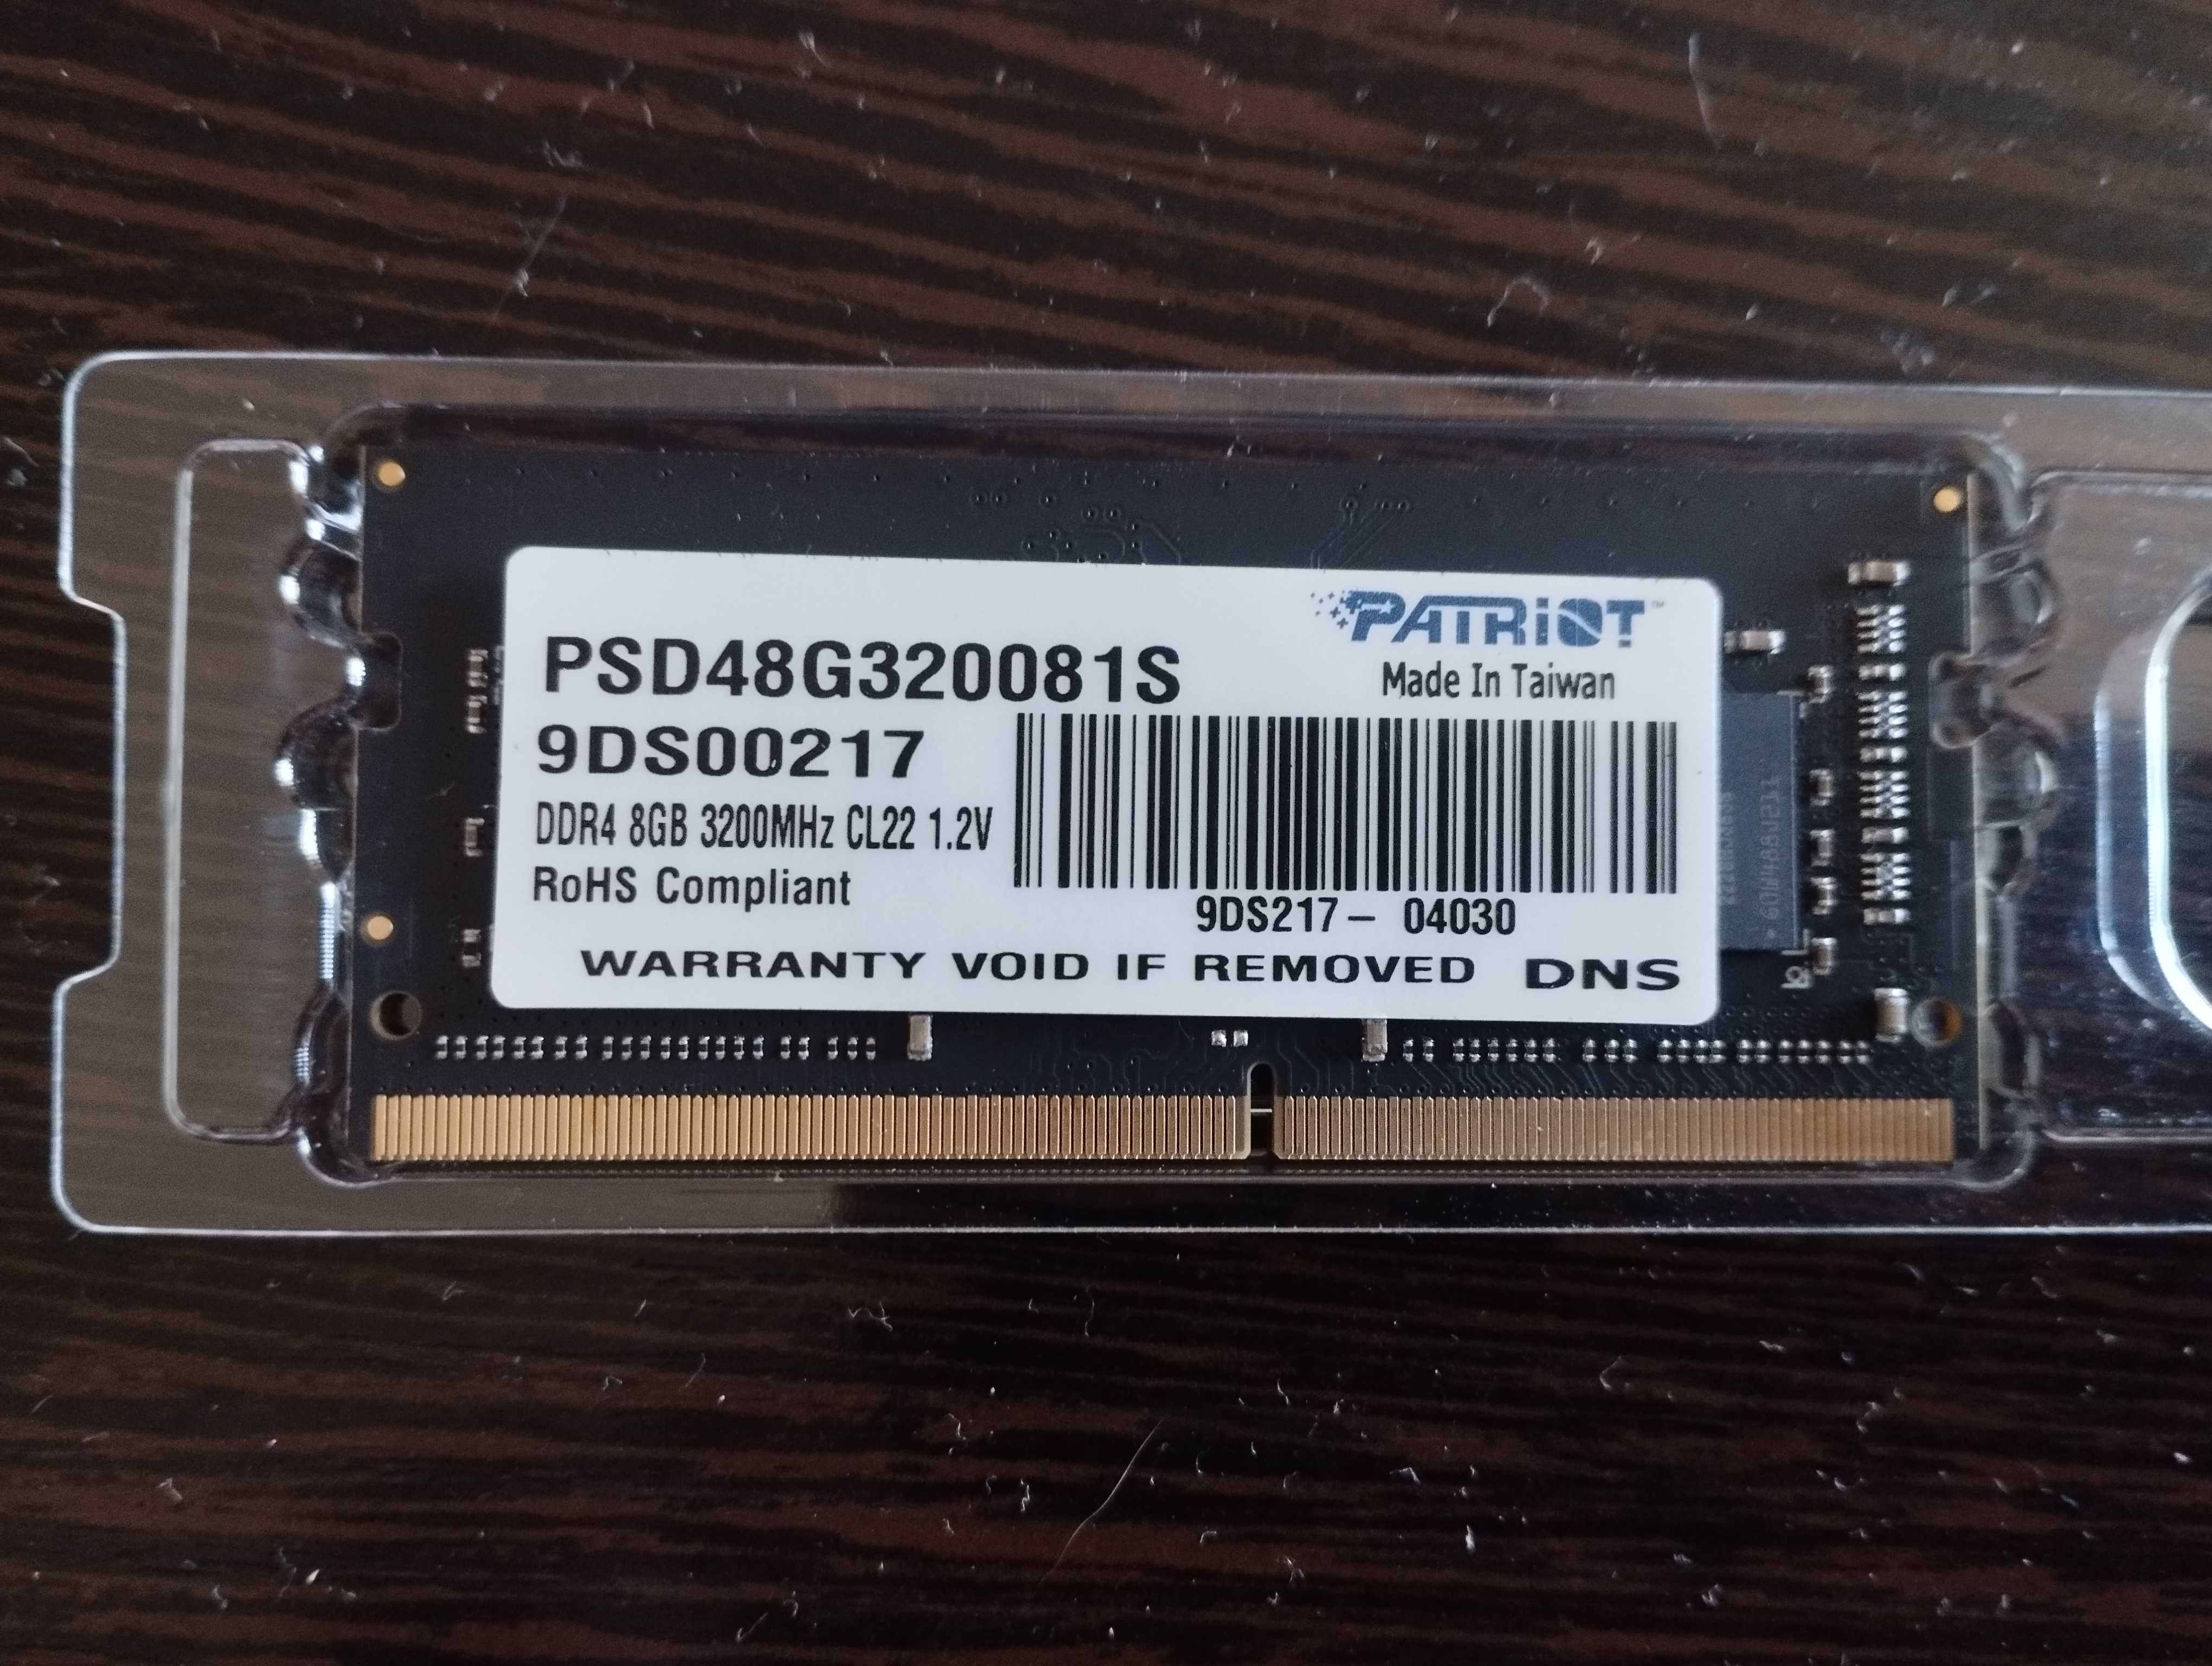 PATRIOT™
PSD48G320081S
Made In Taiwan
9DS00217
DDR4 8GB 3200MHz CL22 1.2V
RoHS Compliant
9DS217- 04030
WARRANTY VOID IF REMOVED DNS